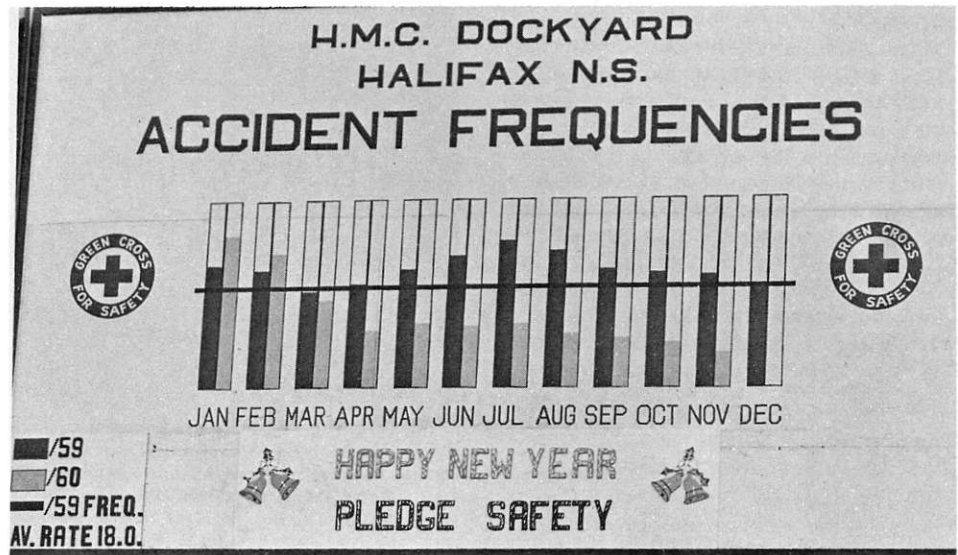 H.M.C. DOCKYARD
HALIFAX N.S.
ACCIDENT FREQUENCIES
GREEN CROSS
FOR SAFETY
GREEN CROSS
FOR SAFETY
JAN FEB MAR APR MAY JUN JUL AUG SEP OCT NOV DEC
/59
/60
/59 FREQ.
AV. RATE 18.0.
HAPPY NEW YEAR
PLEDGE SAFETY